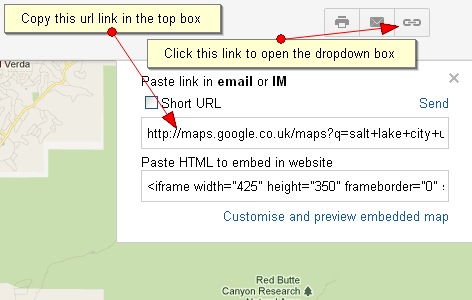 Copy this url link in the top box
Click this link to open the dropdown box
Verda
Paste link in email or IM
Short URL
Send
http://maps.google.co.uk/maps?q=salt+lake+city+u
Paste HTML to embed in website
<iframe width="425" height="350" frameborder="0" s
Customise and preview embedded map
Red Butte
Canyon Research